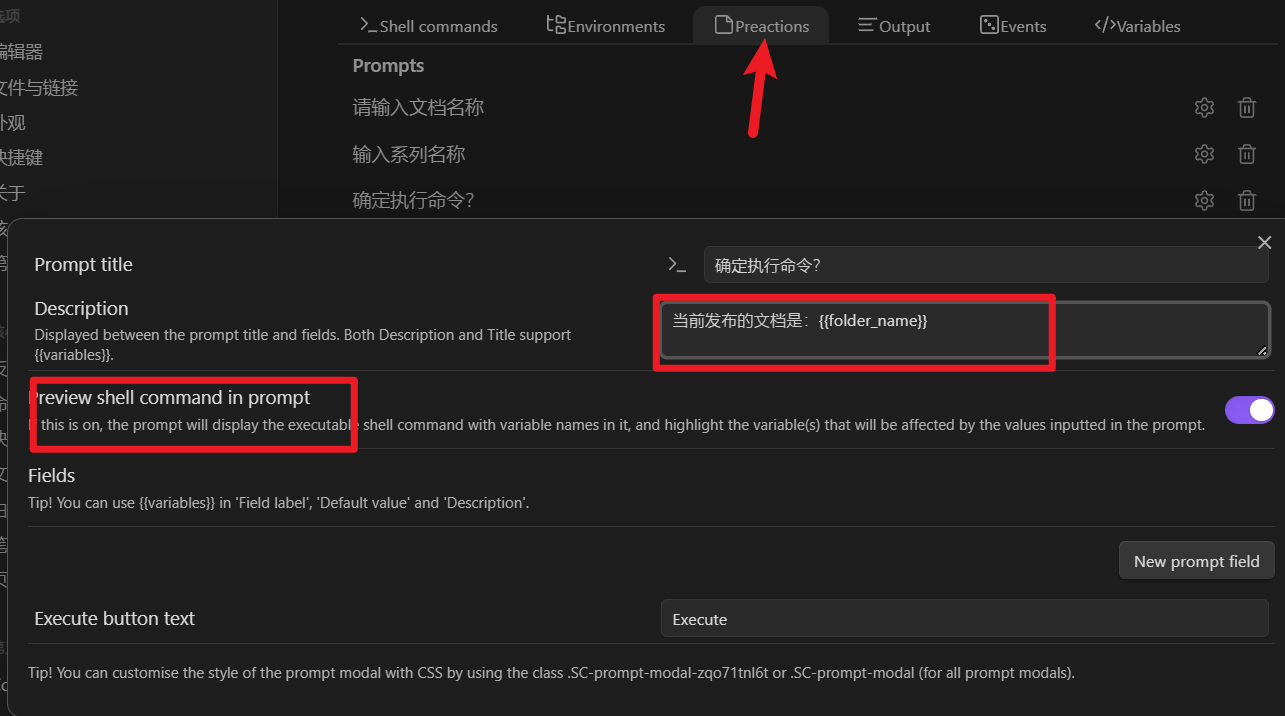 选项
编辑器
文件与链接
外观
快捷键
关于
Shell commands
Environments
Preactions
Output
Events
Variables
Prompts
请输入文档名称
输入系列名称
确定执行命令?
Prompt title
确定执行命令?
Description
Displayed between the prompt title and fields. Both Description and Title support
{{variables}}.
当前发布的文档是：{{folder_name}}
Preview shell command in prompt
If this is on, the prompt will display the executable shell command with variable names in it, and highlight the variable(s) that will be affected by the values inputted in the prompt.
Fields
Tip! You can use {{variables}} in 'Field label', 'Default value' and 'Description'.
New prompt field
Execute button text
Execute
Tip! You can customise the style of the prompt modal with CSS by using the class .SC-prompt-modal-zqo71tnl6t or .SC-prompt-modal (for all prompt modals).